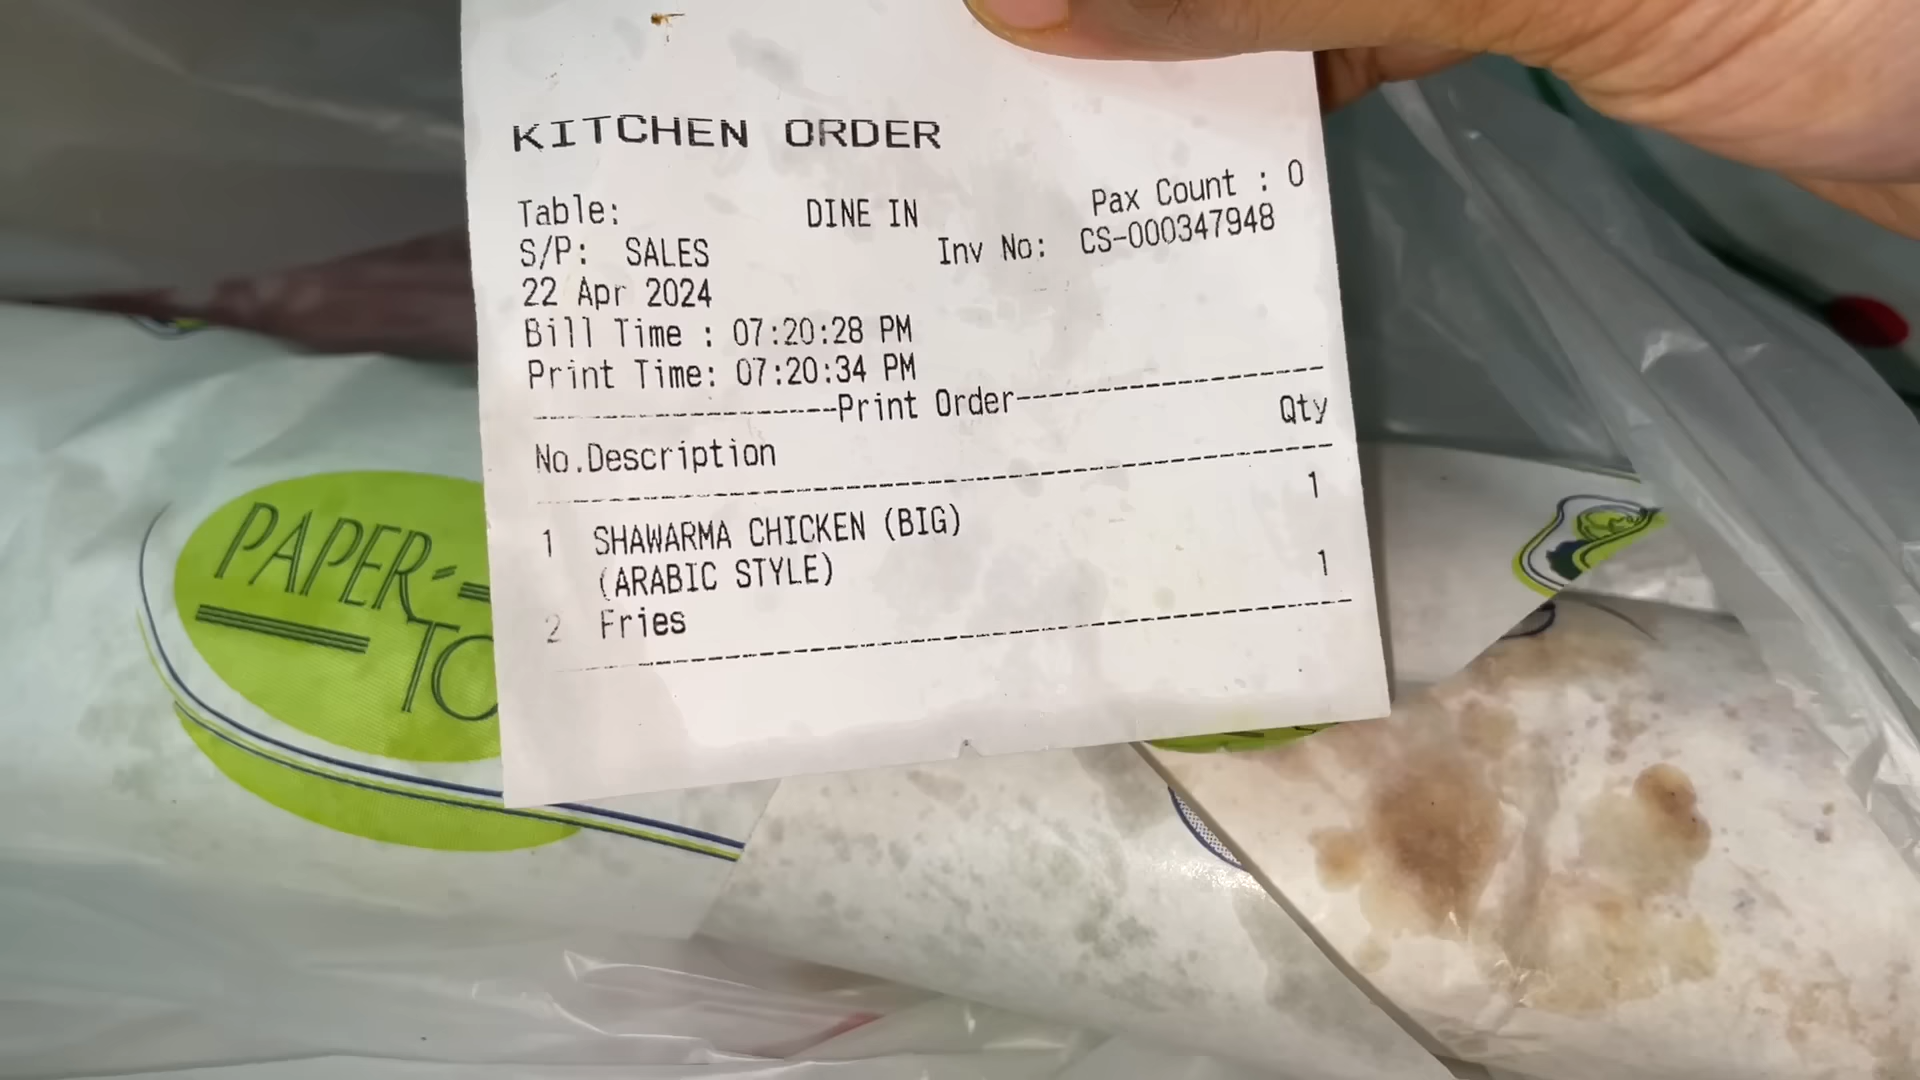 KITCHEN ORDER
Table: DINE IN Pax Count : 0
S/P: SALES Inv No: CS-000347948
22 Apr 2024
Bill Time : 07:20:28 PM
Print Time: 07:20:34 PM
Print Order
No.Description Qty
1 SHAWARMA CHICKEN (BIG) 1
(ARABIC STYLE)
2 Fries 1
PAPER
TO